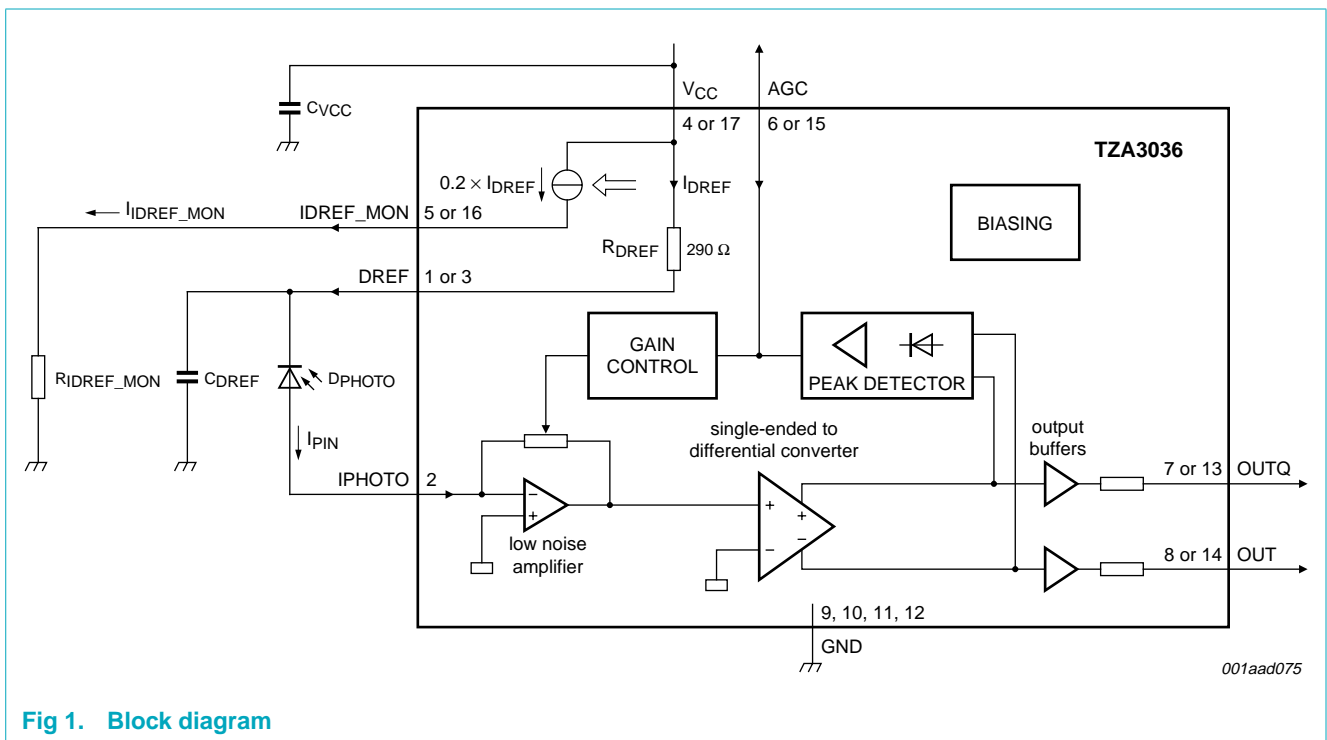 VCC
AGC
CVCC
4 or 17
6 or 15
TZA3036
0.2 × IDREF
IDREF
IIDREF_MON
IDREF_MON
5 or 16
BIASING
RDREF
290 Ω
DREF
1 or 3
GAIN
CONTROL
PEAK DETECTOR
RIDREF_MON
CDREF
DPHOTO
IPIN
single-ended to
differential converter
output
buffers
IPHOTO
2
7 or 13
OUTQ
−
+
+
−
+
−
low noise
amplifier
8 or 14
OUT
9, 10, 11, 12
GND
001aad075
Fig 1. Block diagram